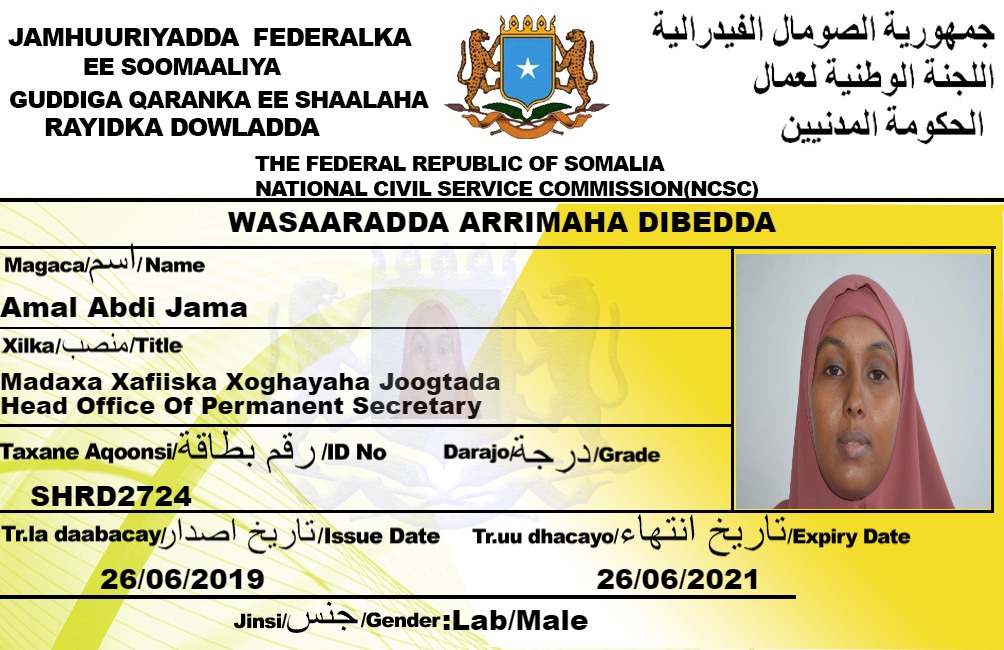 JAMHUURIYADDA FEDERALKA
EE SOOMAALIYA
GUDDIGA QARANKA EE SHAALAHA
RAYIDKA DOWLADDA
جمهورية الصومال الفيدرالية
اللجنة الوطنية لعمال
الحكومة المدنيين
THE FEDERAL REPUBLIC OF SOMALIA
NATIONAL CIVIL SERVICE COMMISSION(NCSC)
WASAARADDA ARRIMAHA DIBEDDA
Magaca/اسم/Name
Amal Abdi Jama
Xilka/منصب/Title
Madaxa Xafiiska Xoghayaha Joogtada
Head Office Of Permanent Secretary
Taxane Aqoonsi/رقم بطاقة/ID No
Darajo/درجة/Grade
SHRD2724
Tr.la daabacay/تاريخ اصدار/Issue Date
Tr.uu dhacayo/تاريخ انتهاء/Expiry Date
26/06/2019
26/06/2021
Jinsi/جنس/Gender:Lab/Male